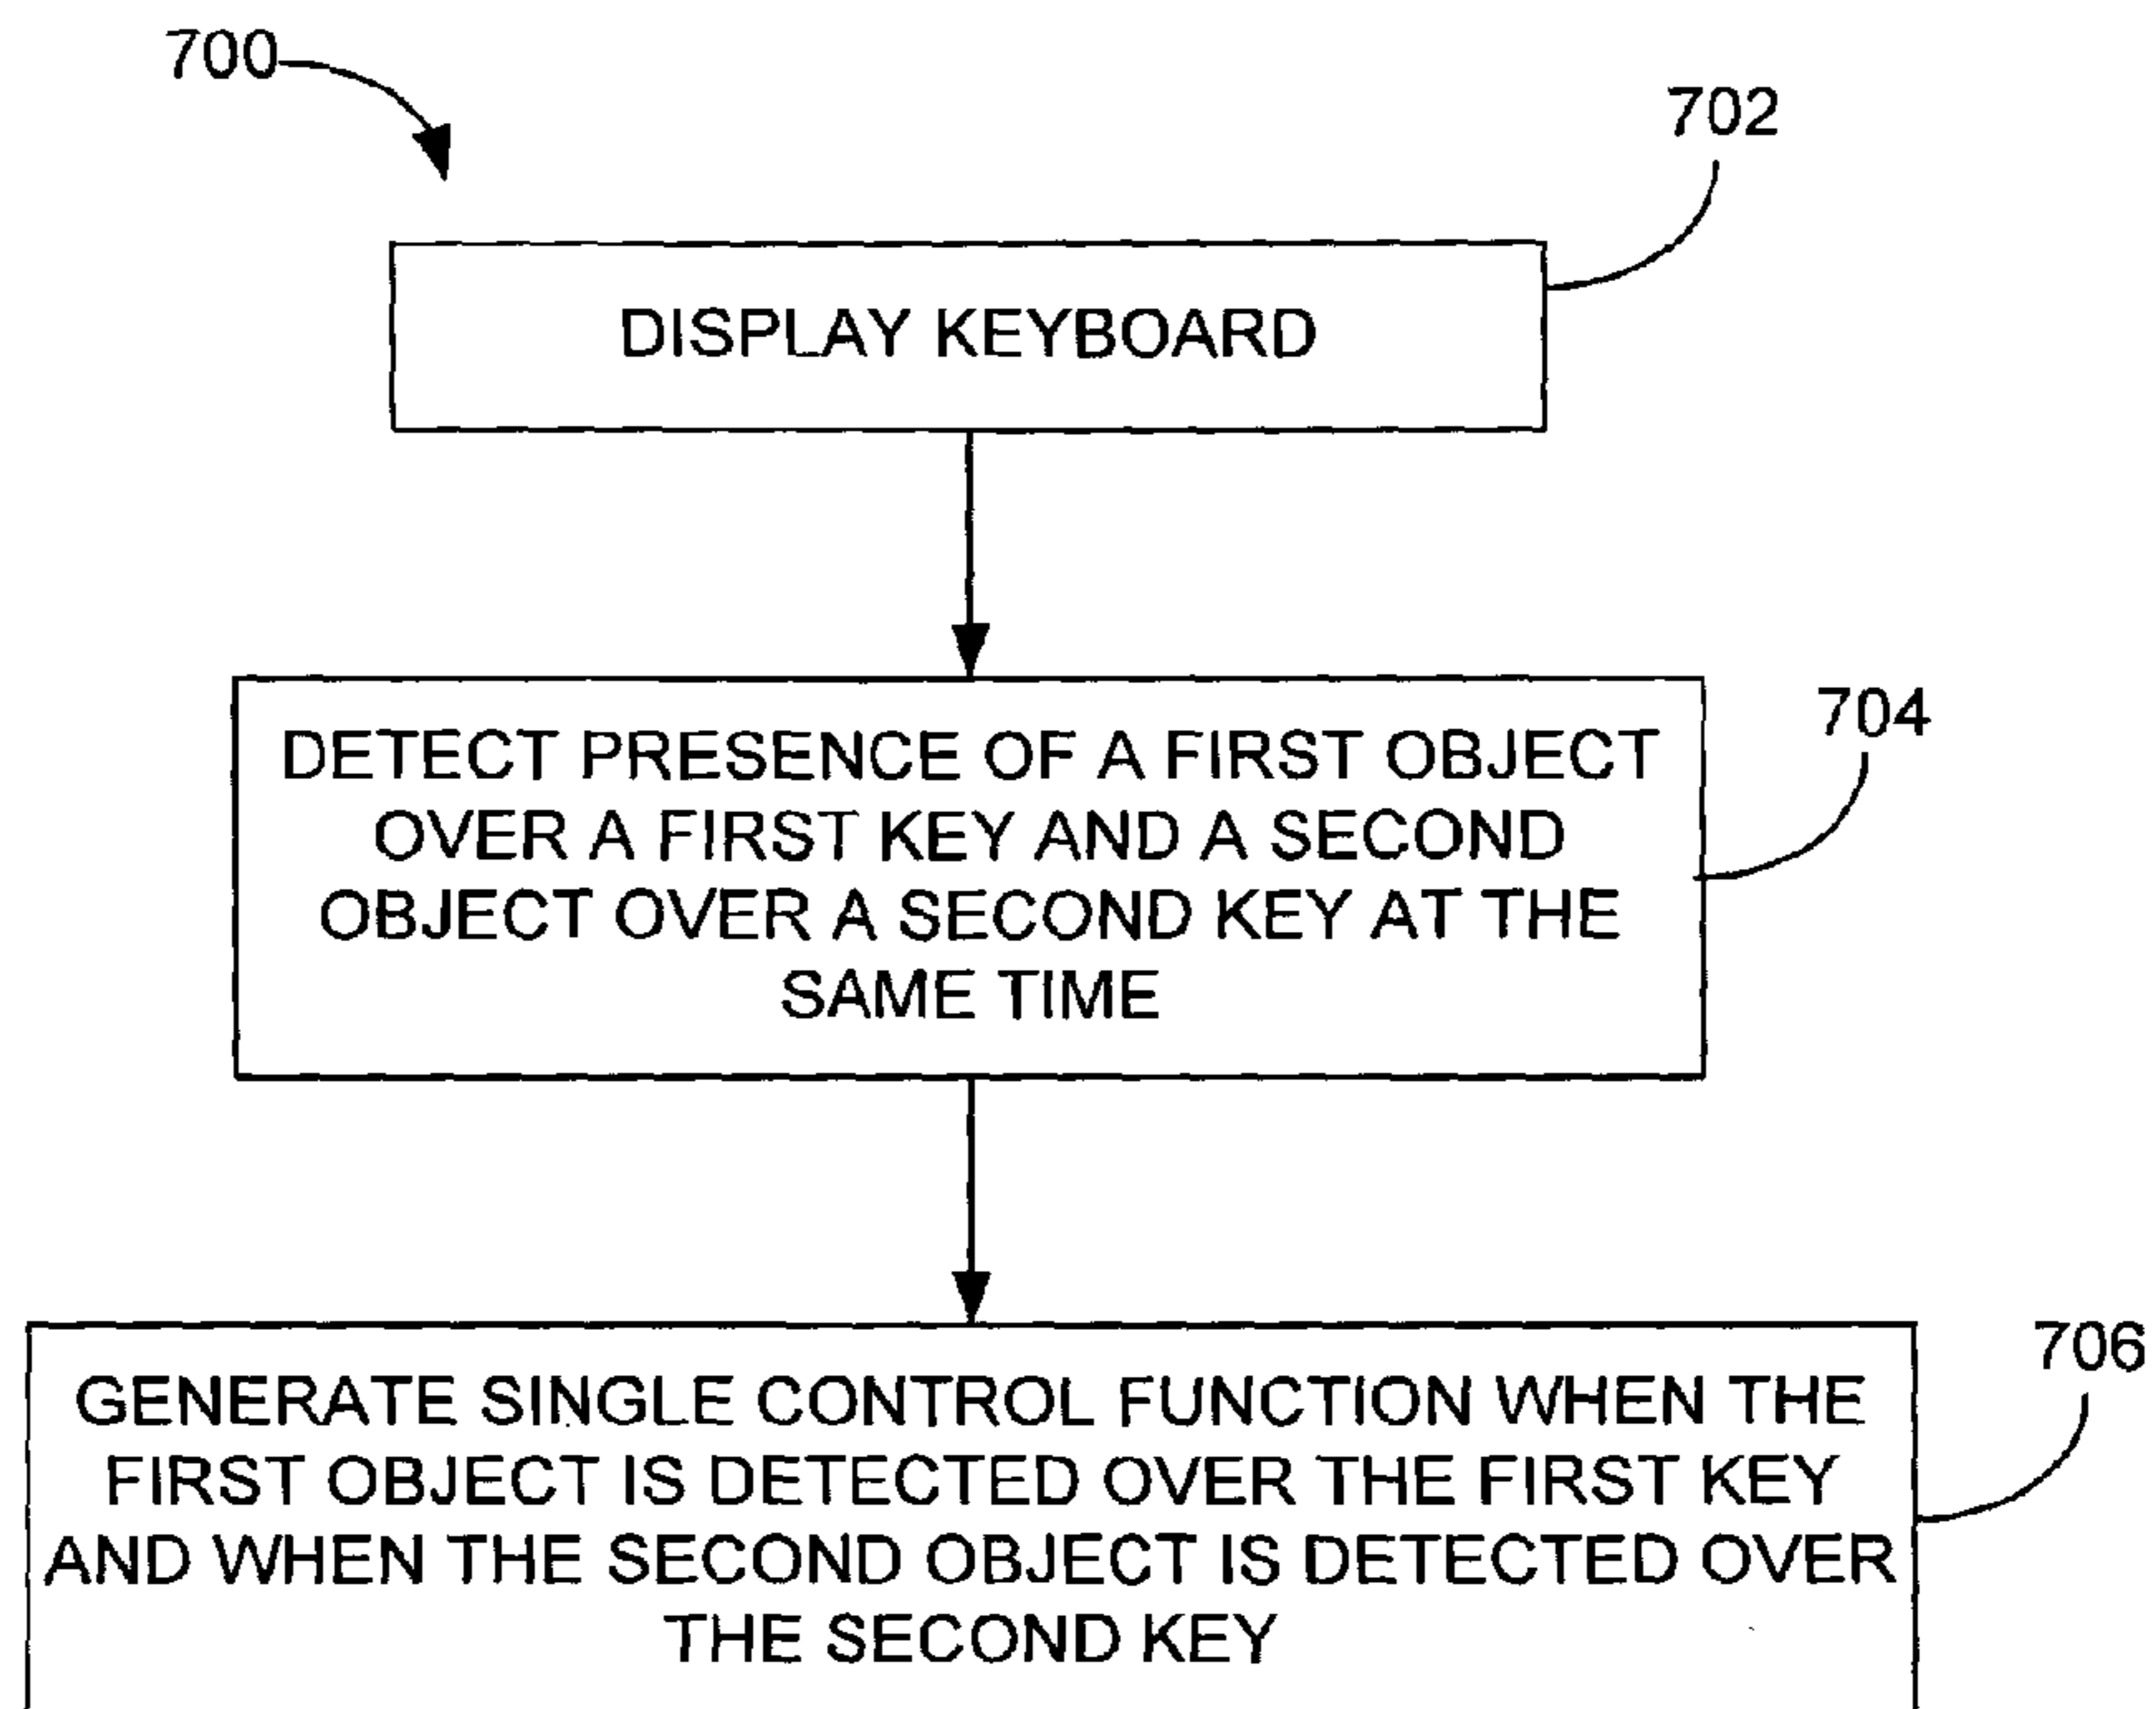 700
702
DISPLAY KEYBOARD
704
DETECT PRESENCE OF A FIRST OBJECT
OVER A FIRST KEY AND A SECOND
OBJECT OVER A SECOND KEY AT THE
SAME TIME
706
GENERATE SINGLE CONTROL FUNCTION WHEN THE
FIRST OBJECT IS DETECTED OVER THE FIRST KEY
AND WHEN THE SECOND OBJECT IS DETECTED OVER
THE SECOND KEY